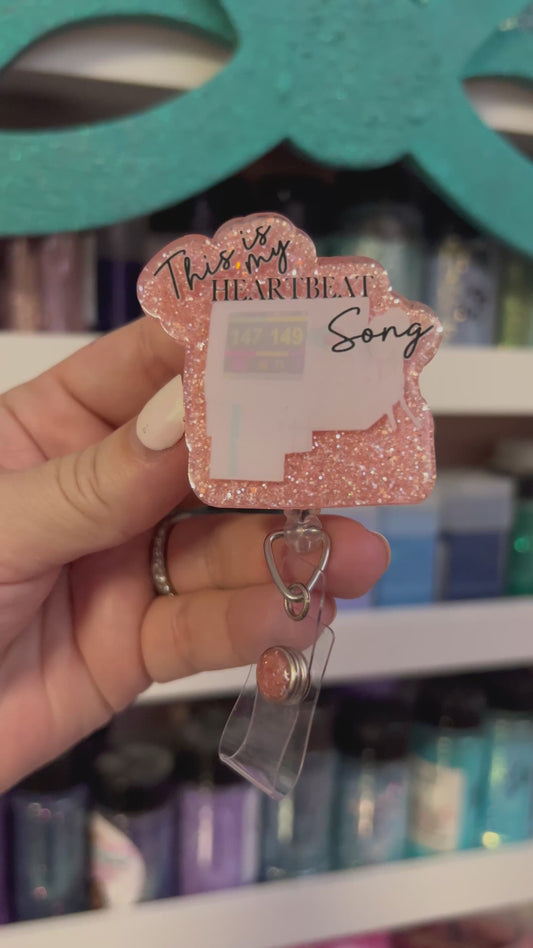 This is
my
HEARTBEAT
Song
147 149